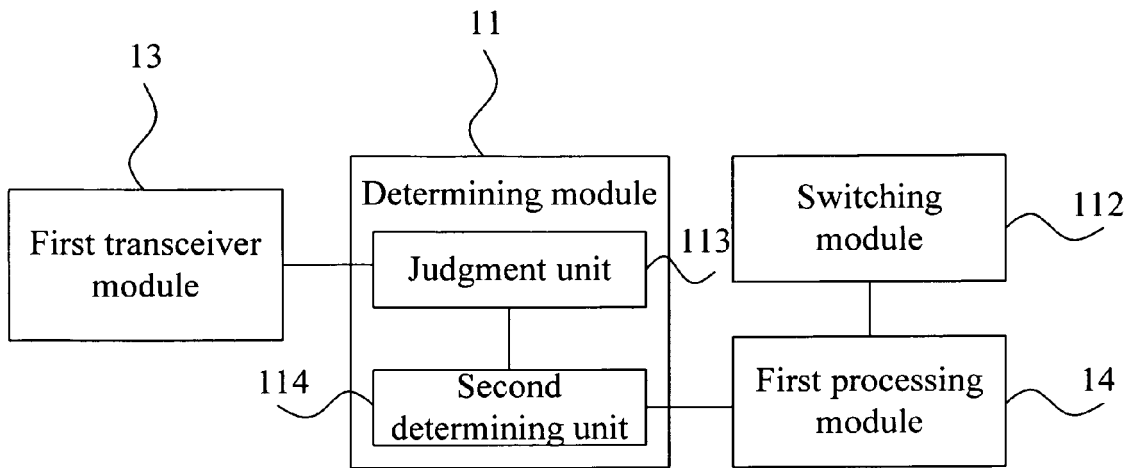 11
13
Determining module
Switching
module
112
First transceiver
module
113
Judgment unit
114
Second
determining unit
First processing
module
14